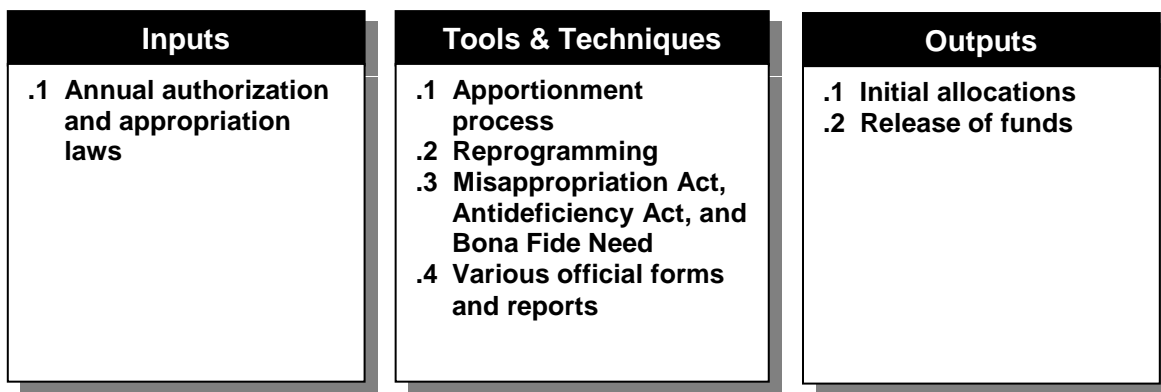 Inputs
.1 Annual authorization
and appropriation
laws
Tools & Techniques
.1 Apportionment
process
.2 Reprogramming
.3 Misappropriation Act,
Antideficiency Act, and
Bona Fide Need
.4 Various official forms
and reports
Outputs
.1 Initial allocations
.2 Release of funds